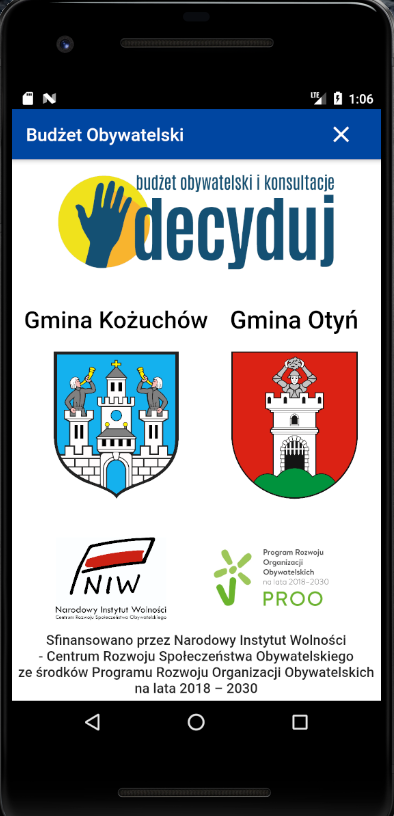 LTE 1:06
Budżet Obywatelski
budżet obywatelski i konsultacje
decyduj
Gmina Kożuchów Gmina Otyń
NIW
Narodowy Instytut Wolności
Centrum Rozwoju Społeczeństwa Obywatelskiego
Program Rozwoju
Organizacji
Obywatelskich
na lata 2018-2030
PROO
Sfinansowano przez Narodowy Instytut Wolności
- Centrum Rozwoju Społeczeństwa Obywatelskiego
ze środków Programu Rozwoju Organizacji Obywatelskich
na lata 2018 – 2030